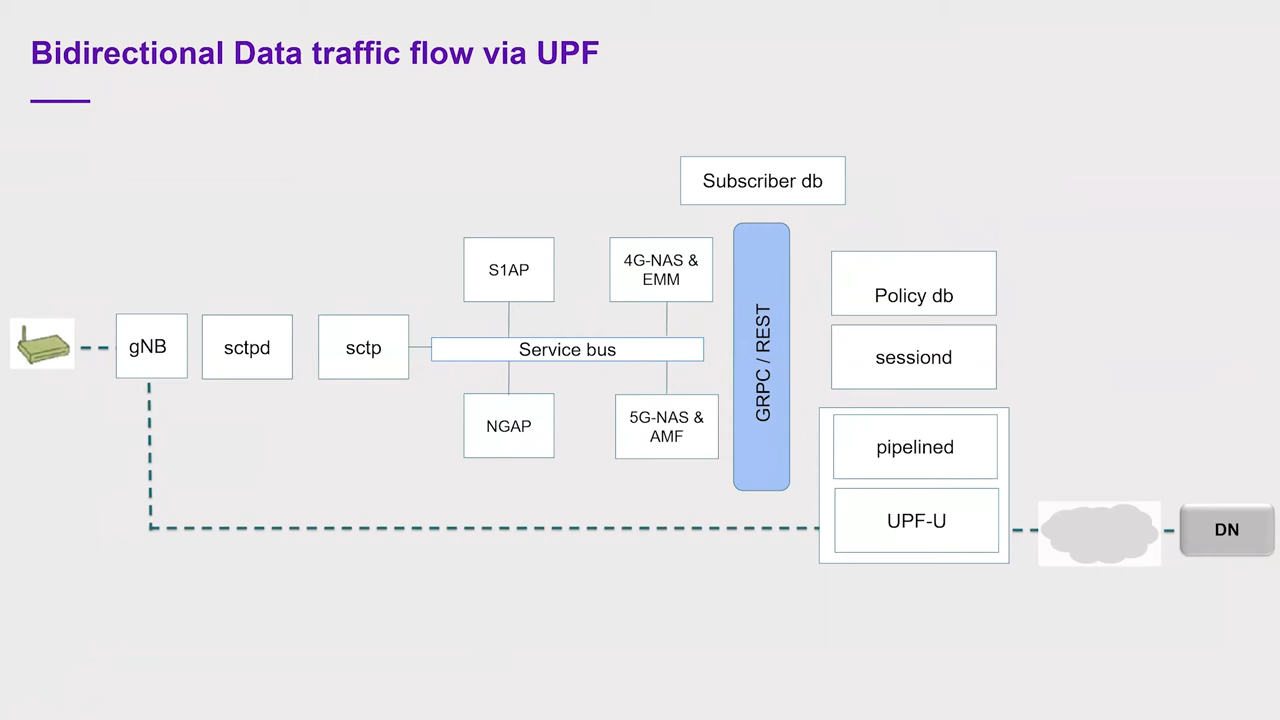 Bidirectional Data traffic flow via UPF
Subscriber db
S1AP
4G-NAS &
EMM
GRPC / REST
Policy db
gNB
sctpd
sctp
Service bus
sessiond
NGAP
5G-NAS &
AMF
pipelined
UPF-U
DN